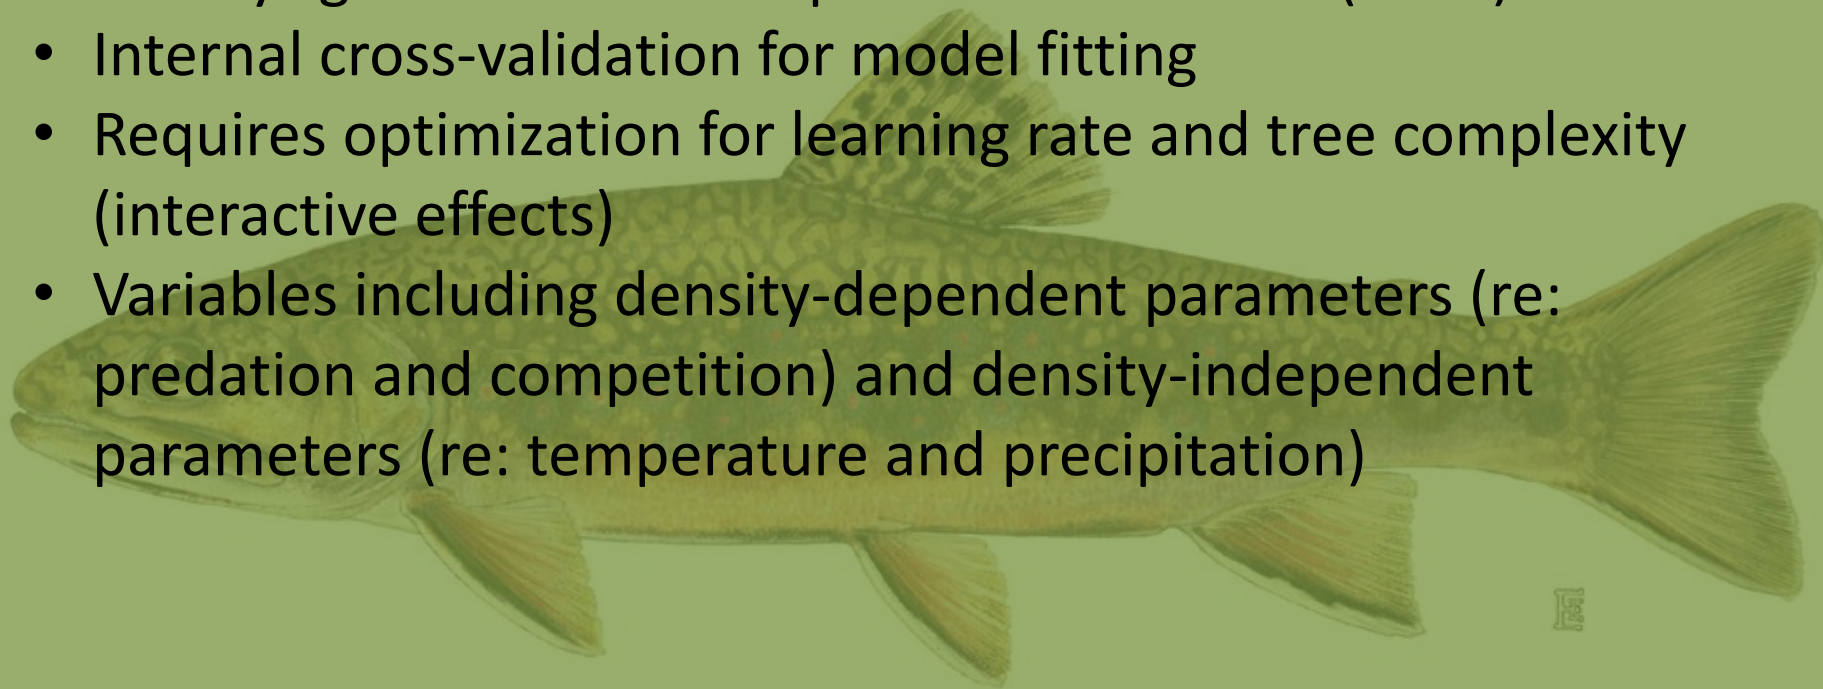 • Internal cross-validation for model fitting
• Requires optimization for learning rate and tree complexity
(interactive effects)
• Variables including density-dependent parameters (re:
predation and competition) and density-independent
parameters (re: temperature and precipitation)
E